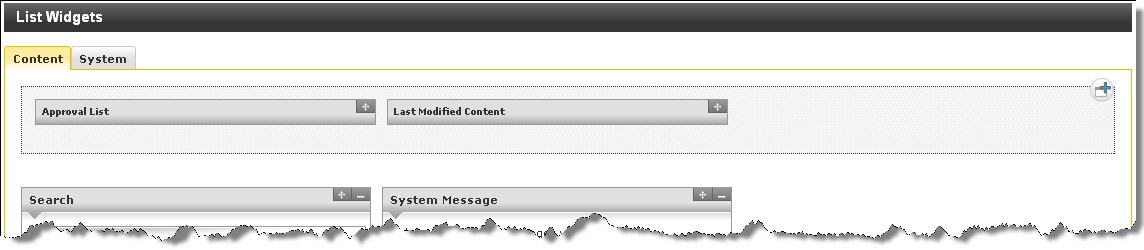 List Widgets
Content System
Approval List Last Modified Content
Search System Message